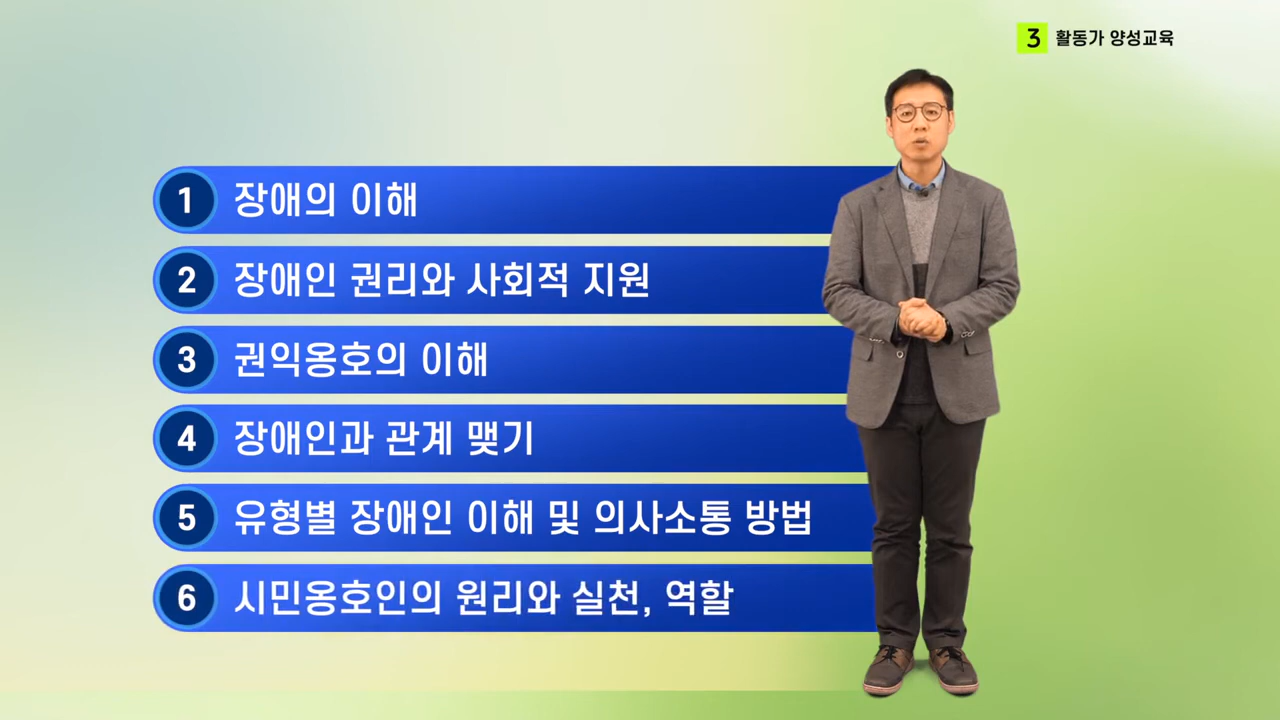 3 활동가 양성교육
1 장애의 이해
2 장애인 권리와 사회적 지원
3 권익옹호의 이해
4 장애인과 관계 맺기
5 유형별 장애인 이해 및 의사소통 방법
6 시민옹호인의 원리와 실천, 역할